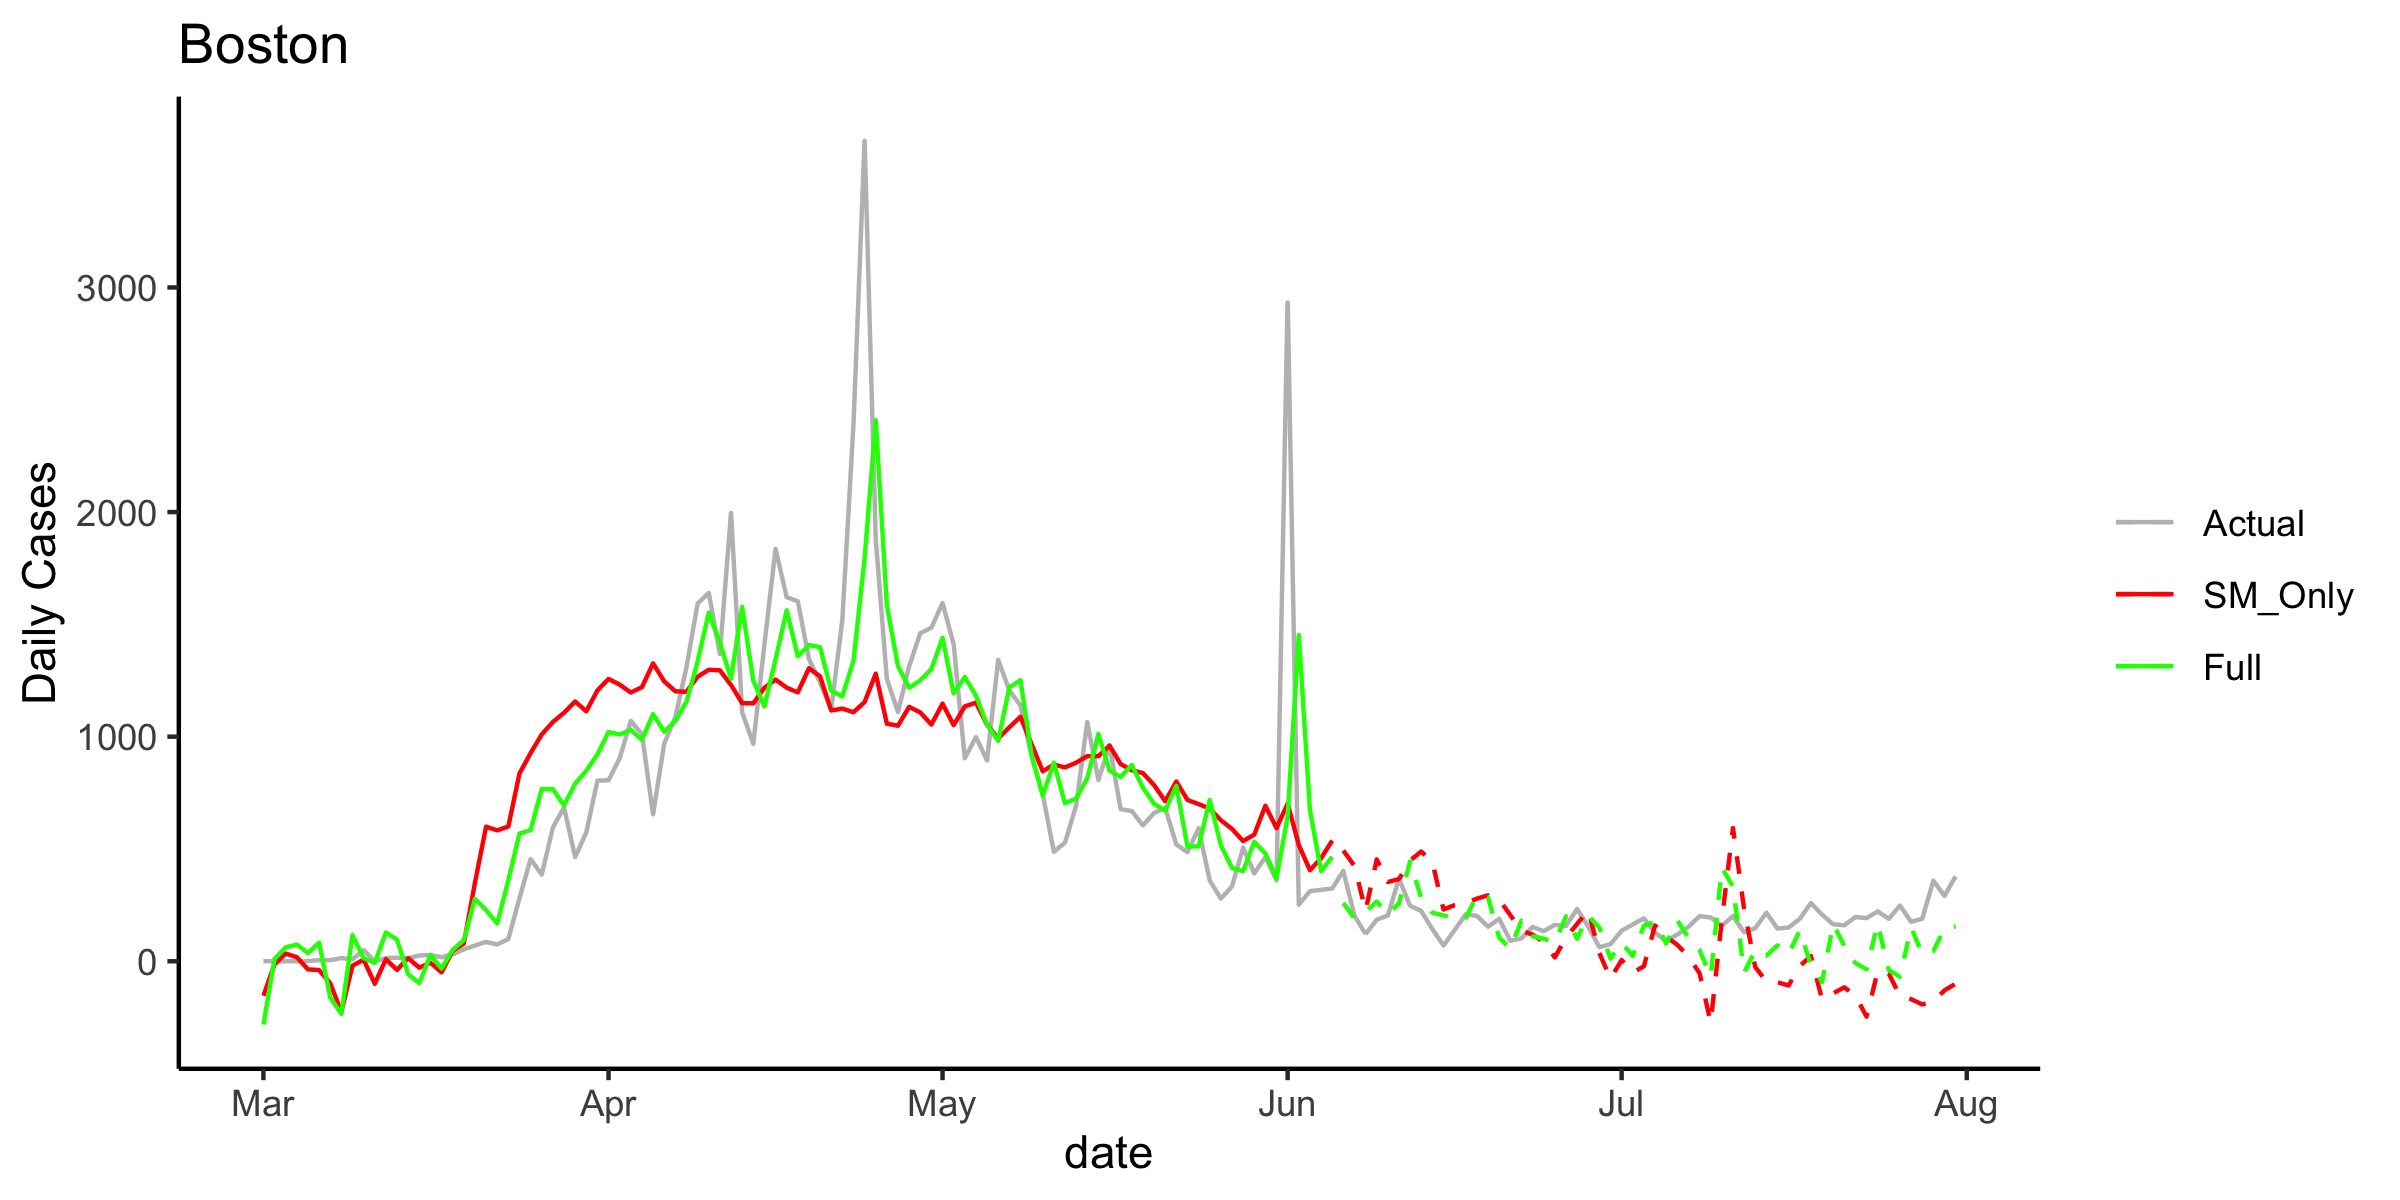 Boston
Daily Cases
3000
2000
1000
0
Mar Apr May Jun Jul Aug
date
Actual
SM_Only
Full